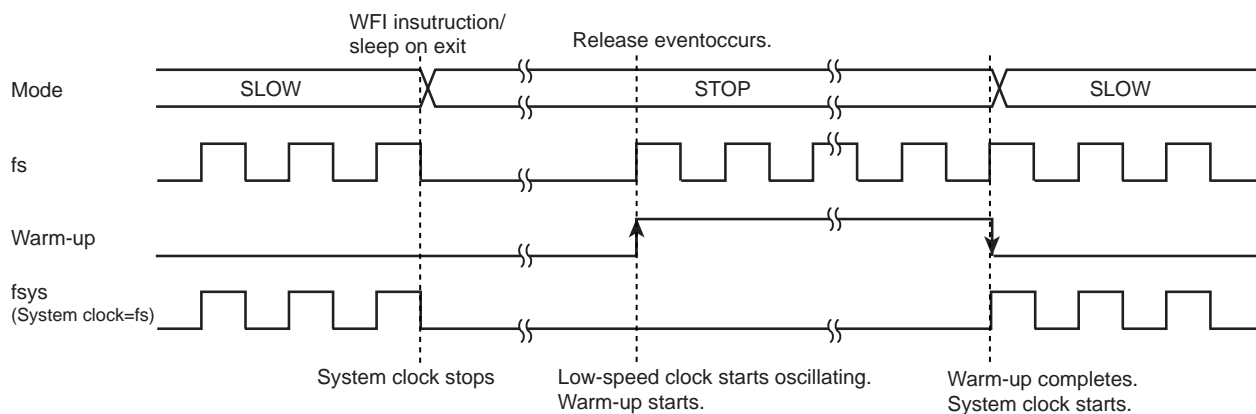 WFI insutruction/
sleep on exit
Release eventoccurs.
Mode
SLOW
STOP
SLOW
fs
Warm-up
fsys
(System clock=fs)
System clock stops
Low-speed clock starts oscillating.
Warm-up starts.
Warm-up completes.
System clock starts.